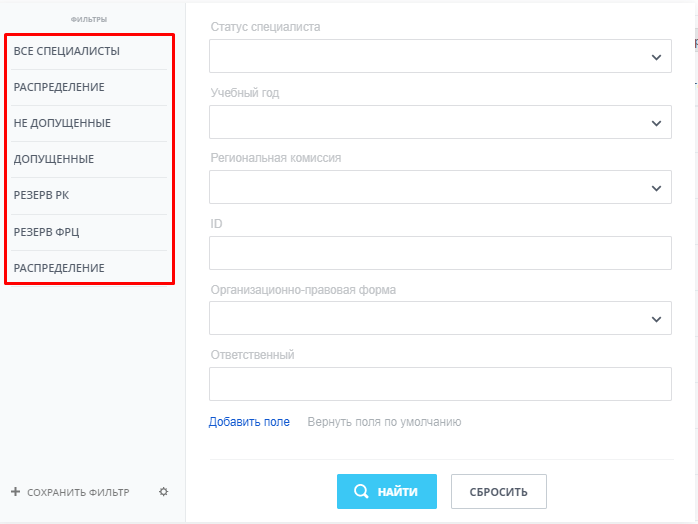 ФИЛЬТРЫ
ВСЕ СПЕЦИАЛИСТЫ
РАСПРЕДЕЛЕНИЕ
НЕ ДОПУЩЕННЫЕ
ДОПУЩЕННЫЕ
РЕЗЕРВ РК
РЕЗЕРВ ФРЦ
РАСПРЕДЕЛЕНИЕ
СОХРАНИТЬ ФИЛЬТР
Статус специалиста
Учебный год
Региональная комиссия
ID
Организационно-правовая форма
Ответственный
Добавить поле Вернуть поля по умолчанию
НАЙТИ СБРОСИТЬ